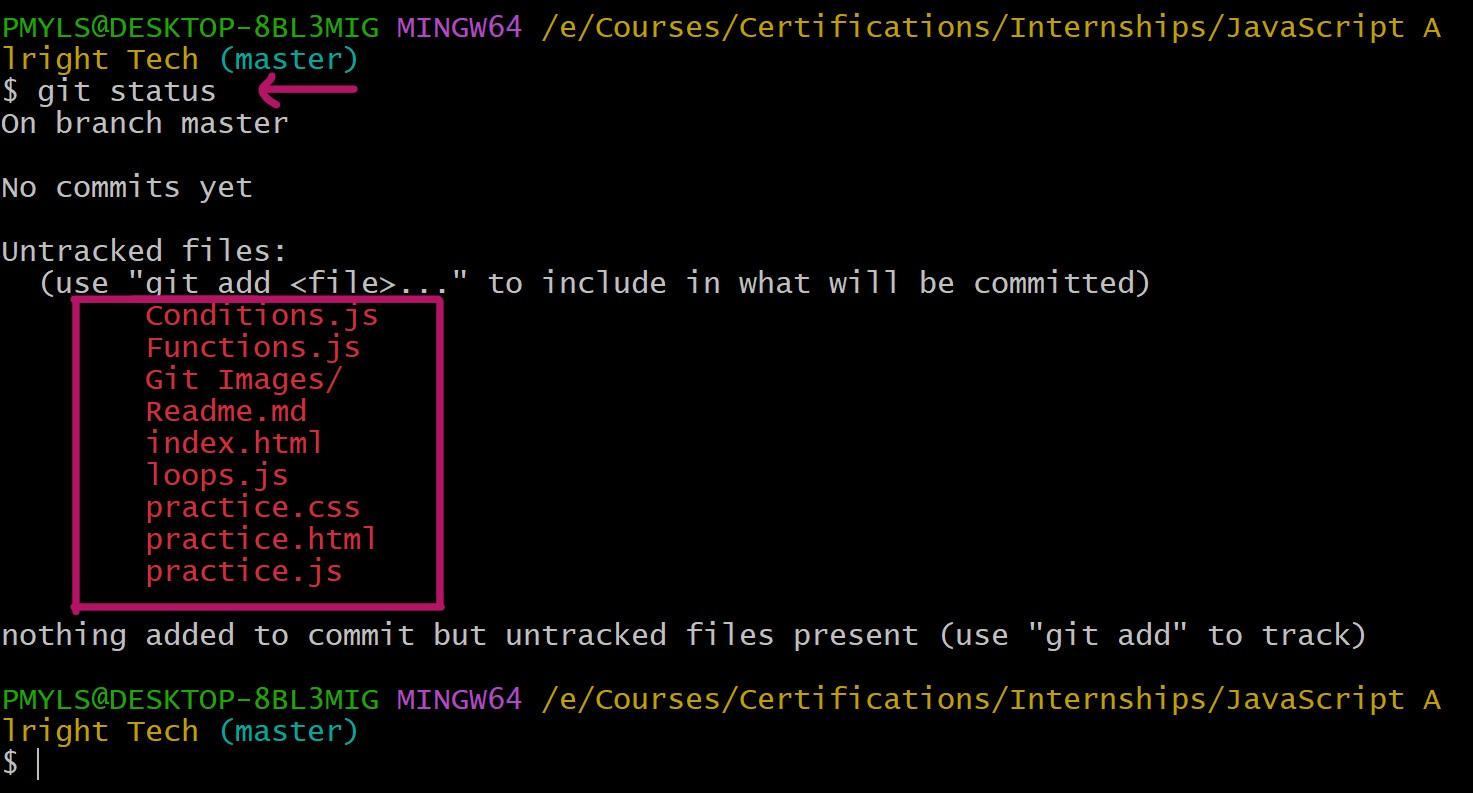 PMYLS@DESKTOP-8BL3MIG MINGW64 /e/Courses/Certifications/Internships/JavaScript A
lright Tech (master)
$ git status
On branch master
No commits yet
Untracked files:
(use "git add <file>..." to include in what will be committed)
Conditions.js
Functions.js
Git Images/
Readme.md
index.html
loops.js
practice.css
practice.html
practice.js
nothing added to commit but untracked files present (use "git add" to track)
PMYLS@DESKTOP-8BL3MIG MINGW64 /e/Courses/Certifications/Internships/JavaScript A
lright Tech (master)
$